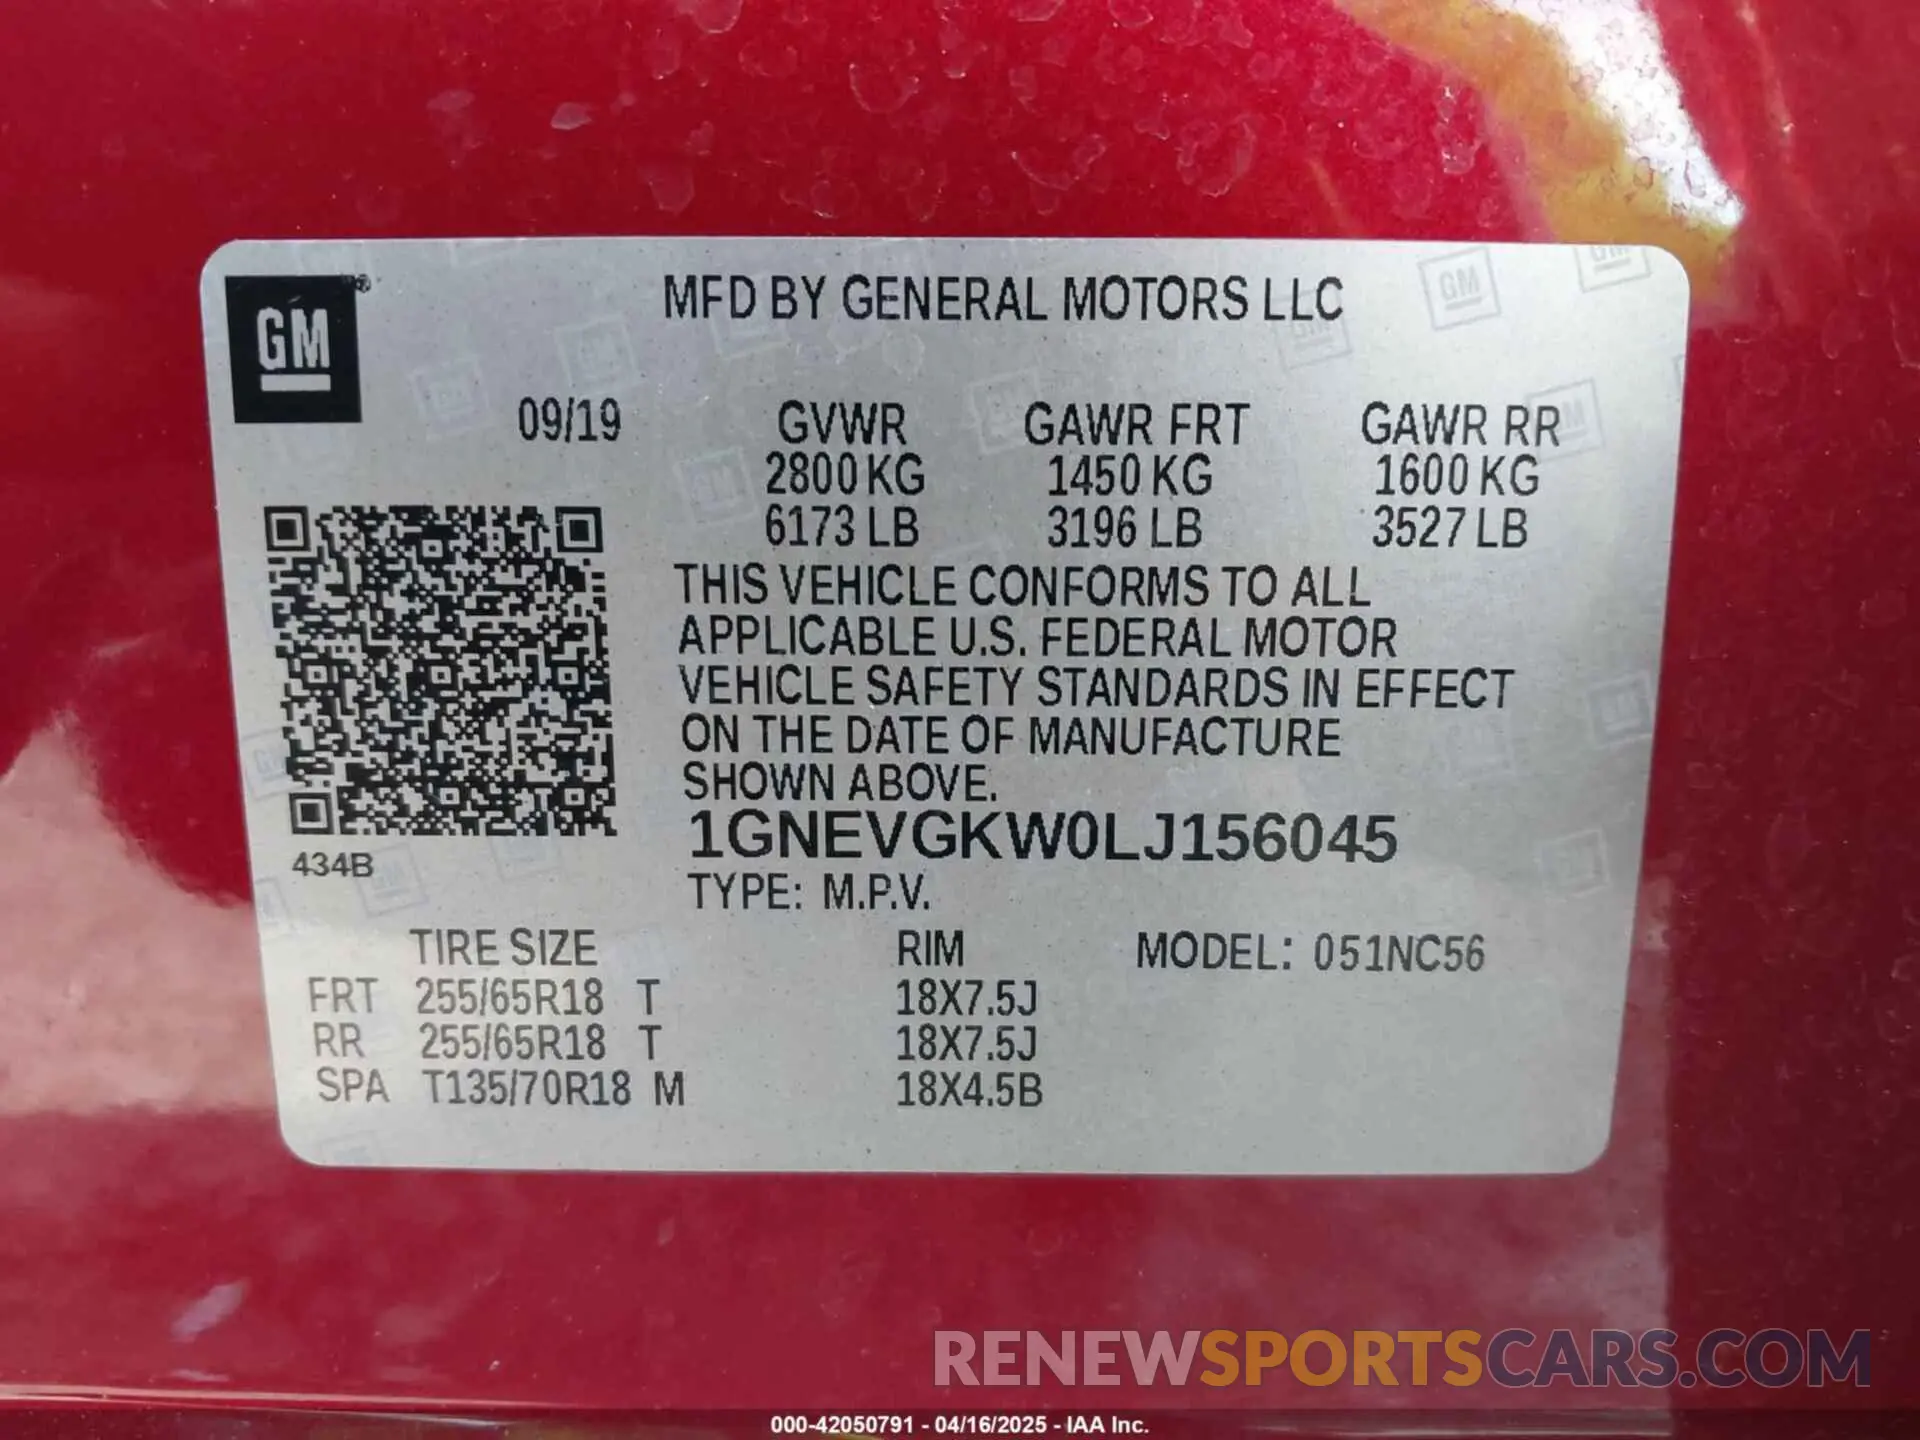 GM
MFD BY GENERAL MOTORS LLC
09/19 GVWR GAWR FRT GAWR RR
2800 KG 1450 KG 1600 KG
6173 LB 3196 LB 3527 LB
THIS VEHICLE CONFORMS TO ALL
APPLICABLE U.S. FEDERAL MOTOR
VEHICLE SAFETY STANDARDS IN EFFECT
ON THE DATE OF MANUFACTURE
SHOWN ABOVE.
1GNEVGKW0LJ156045
434B
TYPE: M.P.V.
TIRE SIZE RIM MODEL: 051NC56
FRT 255/65R18 T 18X7.5J
RR 255/65R18 T 18X7.5J
SPA T135/70R18 M 18X4.5B
RENEWSPORTSCARS.COM
000-42050791 - 04/16/2025 - IAA Inc.